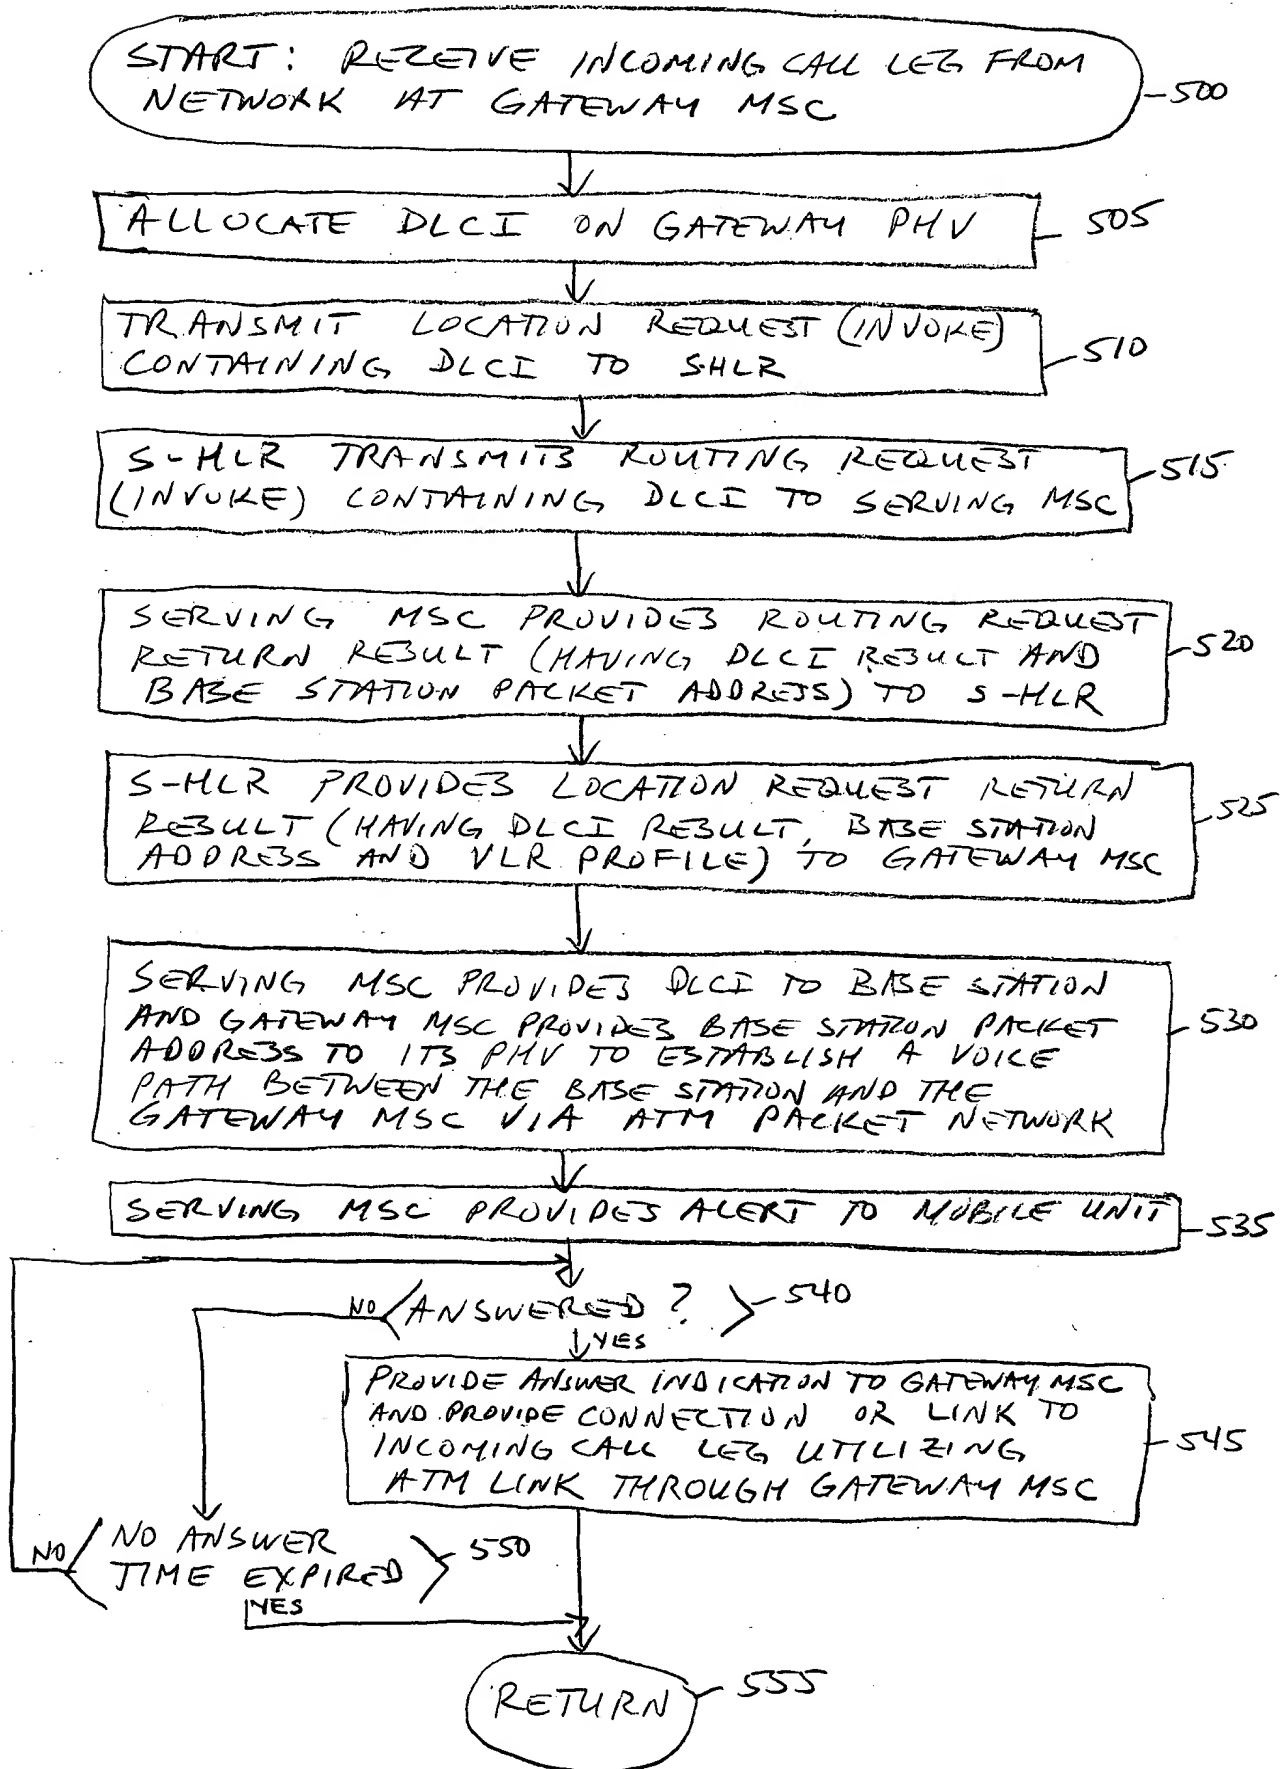 START: RECEIVE INCOMING CALL LEG FROM
NETWORK AT GATEWAY MSC
500
ALLOCATE DLCI ON GATEWAY PHV
505
TRANSMIT LOCATION REQUEST (INVOKE)
CONTAINING DLCI TO S-HLR
510
S-HLR TRANSMITS ROUTING REQUEST
(INVOKE) CONTAINING DLCI TO SERVING MSC
515
SERVING MSC PROVIDES ROUTING REQUEST
RETURN RESULT (HAVING DLCI RESULT AND
BASE STATION PACKET ADDRESS) TO S-HLR
520
S-HLR PROVIDES LOCATION REQUEST RETURN
RESULT (HAVING DLCI RESULT, BASE STATION
ADDRESS AND VLR PROFILE) TO GATEWAY MSC
525
SERVING MSC PROVIDES DLCI TO BASE STATION
AND GATEWAY MSC PROVIDES BASE STATION PACKET
ADDRESS TO ITS PHV TO ESTABLISH A VOICE
PATH BETWEEN THE BASE STATION AND THE
GATEWAY MSC VIA ATM PACKET NETWORK
530
SERVING MSC PROVIDES ALERT TO MOBILE UNIT
535
NO
ANSWERED ?
540
YES
PROVIDE ANSWER INDICATION TO GATEWAY MSC
AND PROVIDE CONNECTION OR LINK TO
INCOMING CALL LEG UTILIZING
ATM LINK THROUGH GATEWAY MSC
545
NO
NO ANSWER
TIME EXPIRED
550
YES
RETURN
555